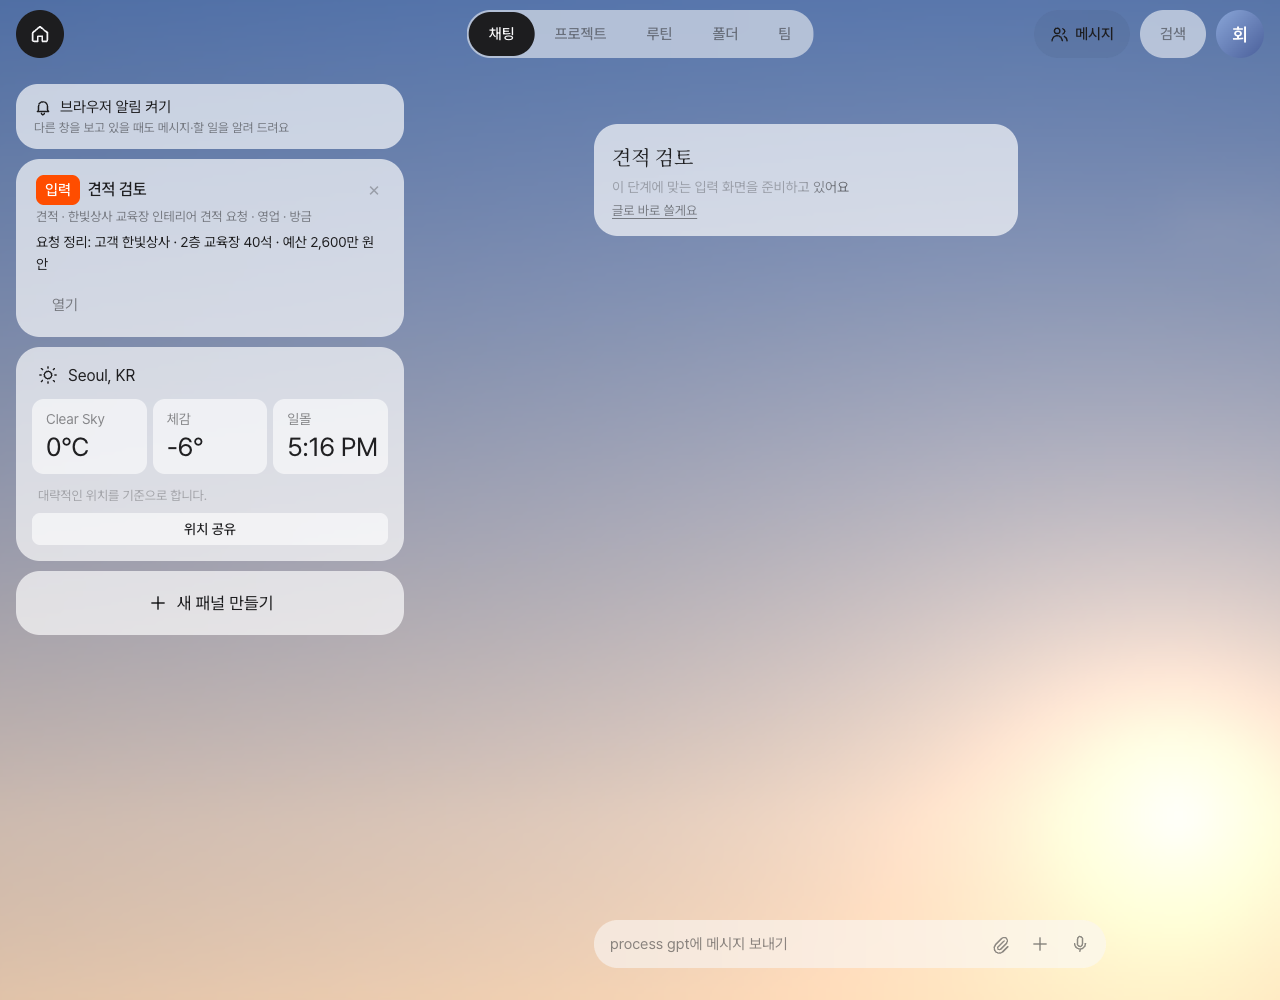 채팅
프로젝트
루틴
폴더
팀
메시지
검색
회
브라우저 알림 켜기
다른 창을 보고 있을 때도 메시지·할 일을 알려 드려요
입력 견적 검토
견적 · 한빛상사 교육장 인테리어 견적 요청 · 영업 · 방금
요청 정리: 고객 한빛상사 · 2층 교육장 40석 · 예산 2,600만 원
안
열기
Seoul, KR
Clear Sky
0°C
체감
-6°
일몰
5:16 PM
대략적인 위치를 기준으로 합니다.
위치 공유
새 패널 만들기
견적 검토
이 단계에 맞는 입력 화면을 준비하고 있어요
글로 바로 쓸게요
process gpt에 메시지 보내기